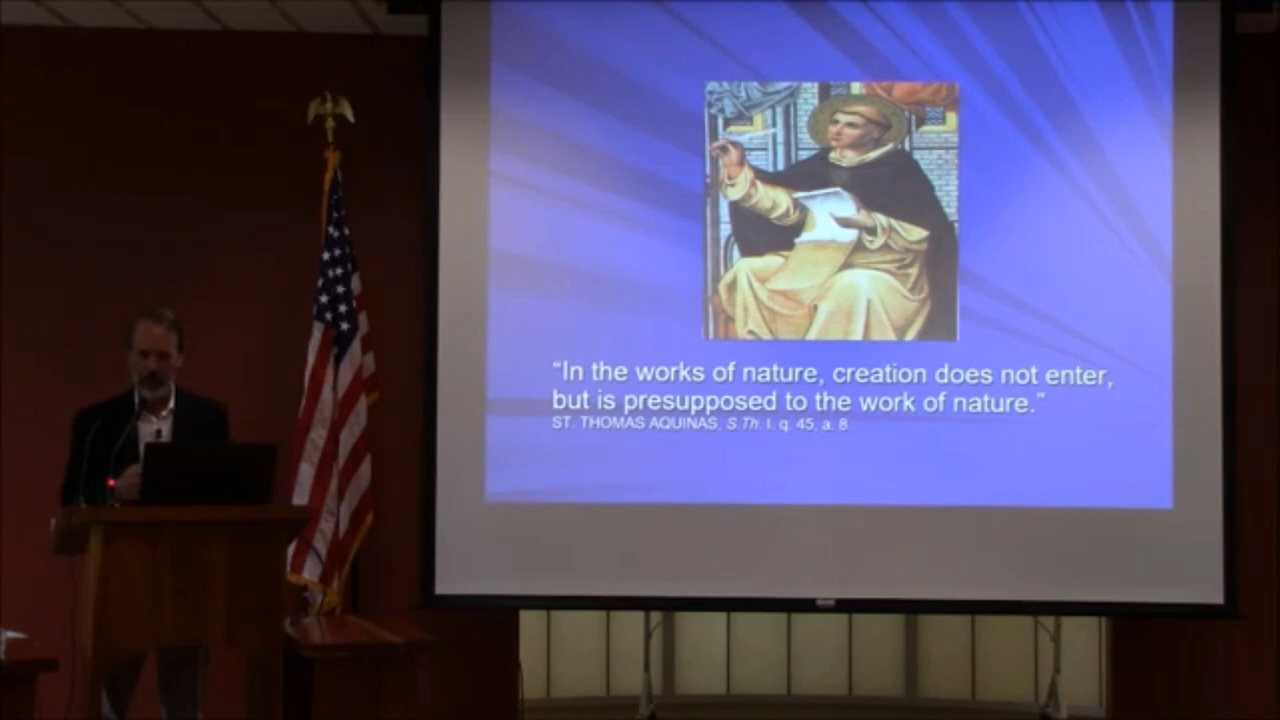 “In the works of nature, creation does not enter,
but is presupposed to the work of nature.”
ST. THOMAS AQUINAS, S.Th. I. q. 45, a. 8